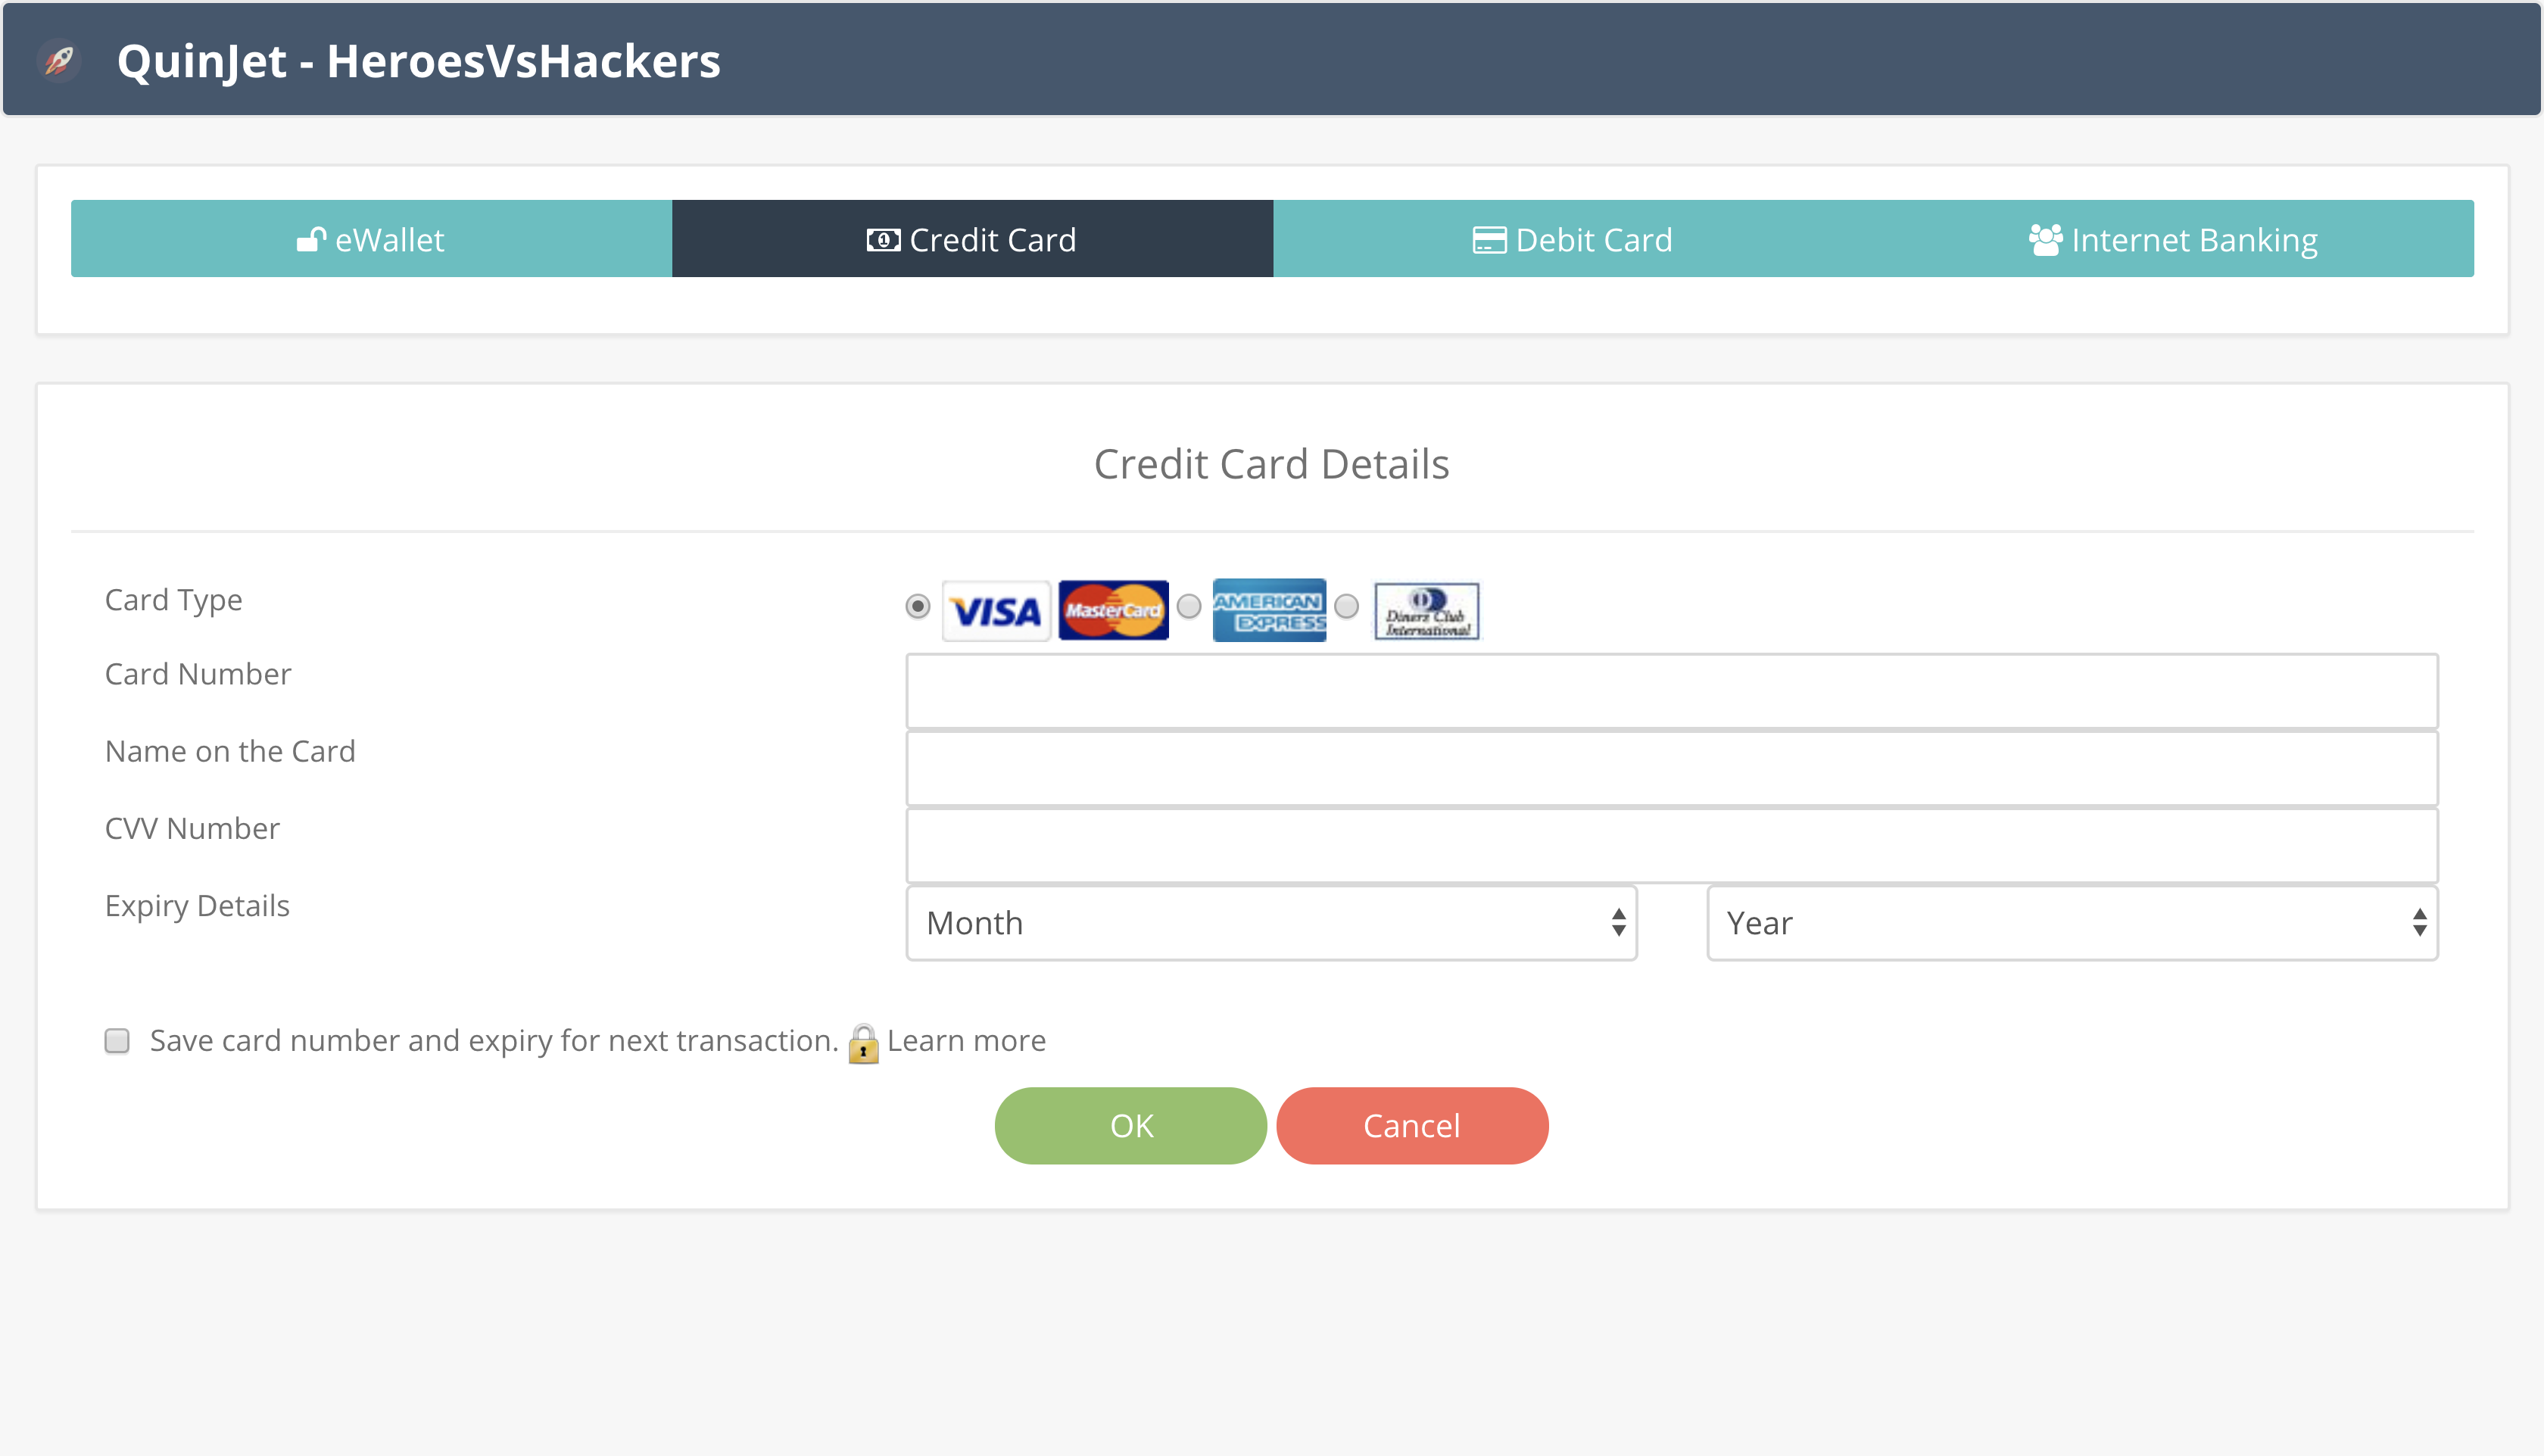 QuinJet - HeroesVsHackers
eWallet
Credit Card
Debit Card
Internet Banking
Credit Card Details
Card Type
VISA
MasterCard
AMERICAN
EXPRESS
Diners Club
International
Card Number
Name on the Card
CVV Number
Expiry Details
Month
Year
Save card number and expiry for next transaction. Learn more
OK
Cancel